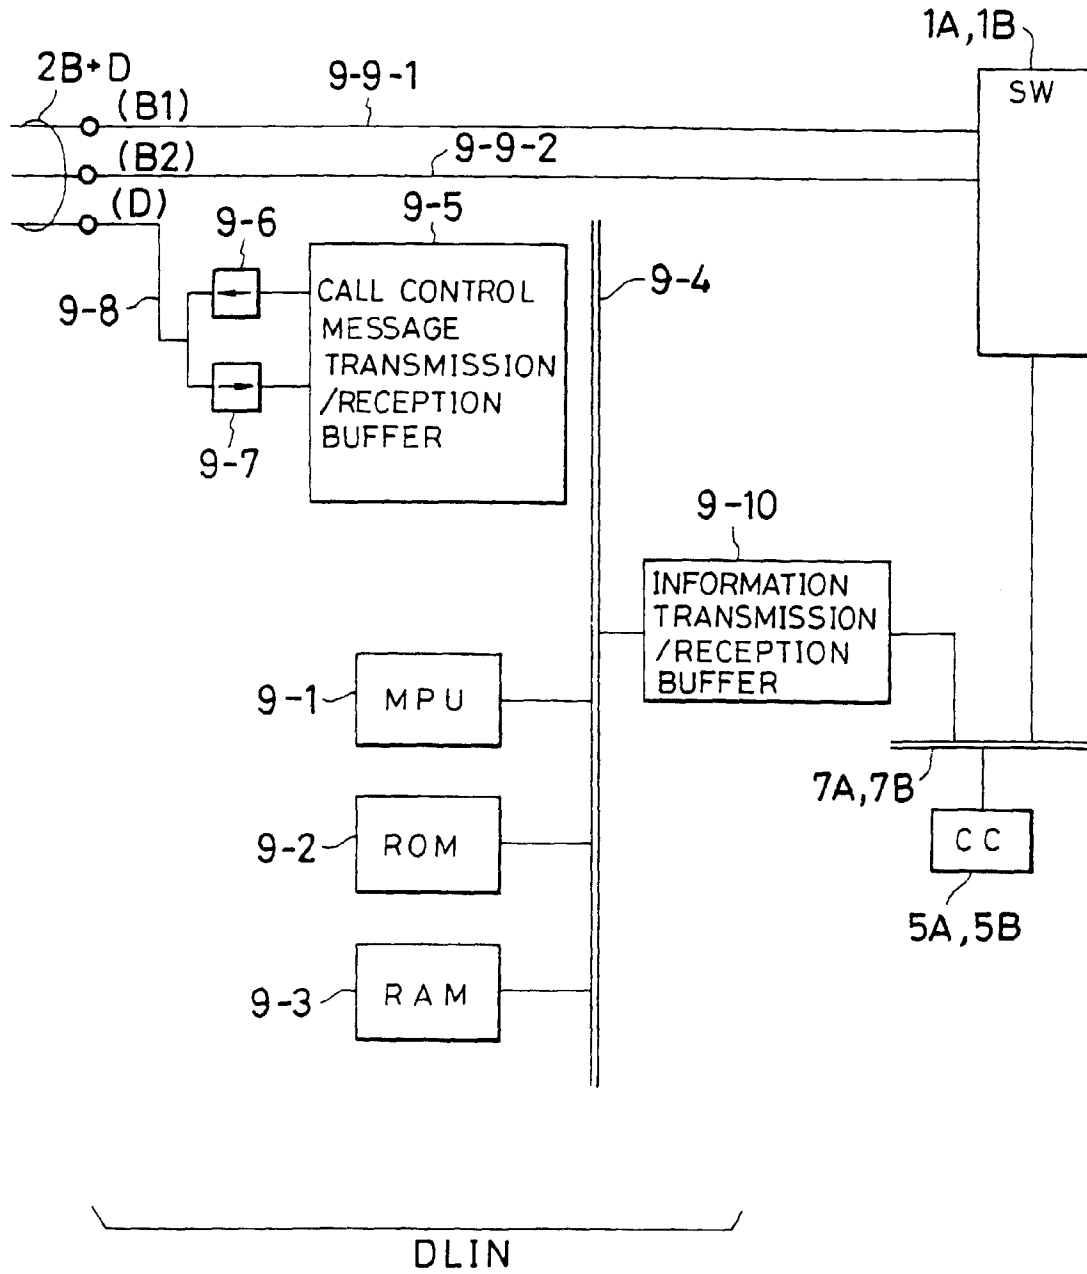 1A,1B
SW
2B+D
(B1)
9-9-1
(B2)
9-9-2
(D)
9-6
9-5
9-8
9-4
CALL CONTROL
MESSAGE
TRANSMISSION
/RECEPTION
BUFFER
9-7
9-10
INFORMATION
TRANSMISSION
/RECEPTION
BUFFER
9-1
MPU
7A,7B
9-2
ROM
CC
5A,5B
9-3
RAM
DLIN